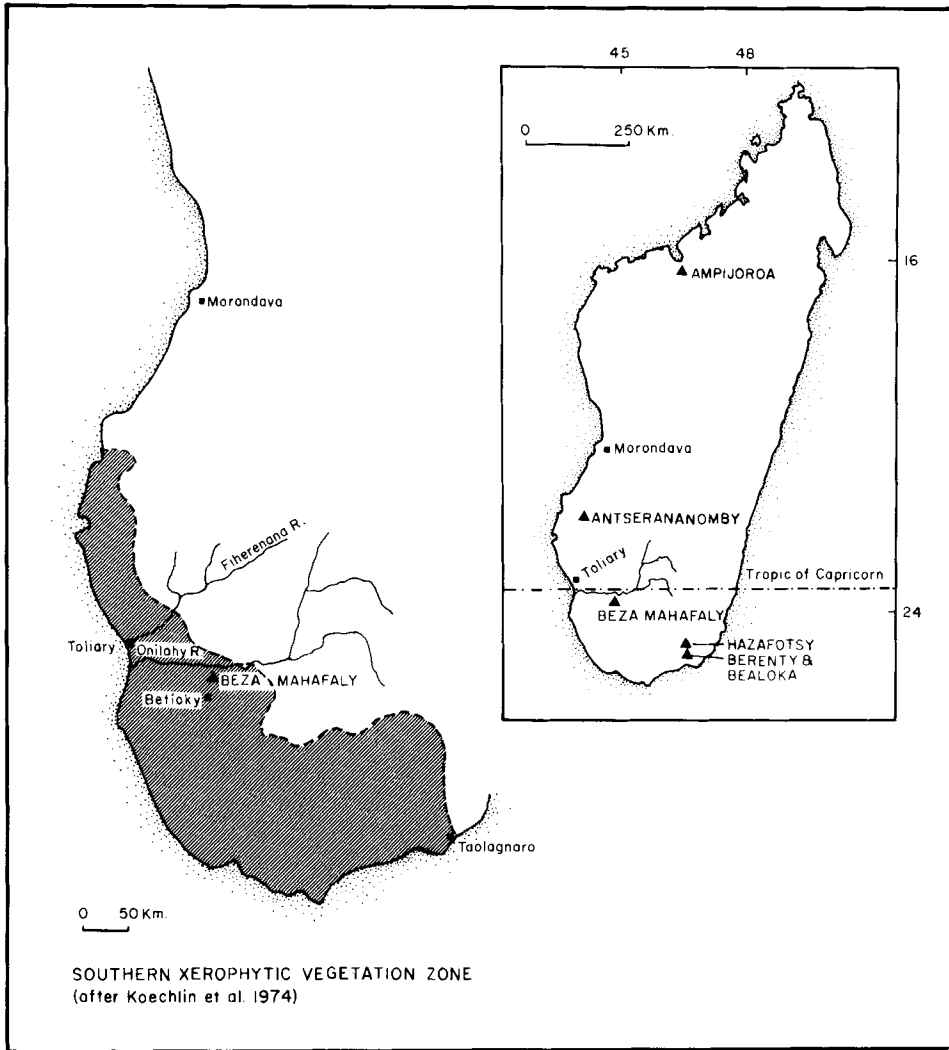 Morondava
Fiherenana R.
Toliary
Onilahy R.
BEZA MAHAFALY
Betioky
Taolagnaro
0 50 Km.
SOUTHERN XEROPHYTIC VEGETATION ZONE
(after Koechlin et al. 1974)
45 48
0 250 Km.
16
AMPIJOROA
Morondava
ANTSERANANOMBY
Toliary
Tropic of Capricorn
BEZA MAHAFALY
24
HAZAFOTSY
BERENTY &
BEALOKA